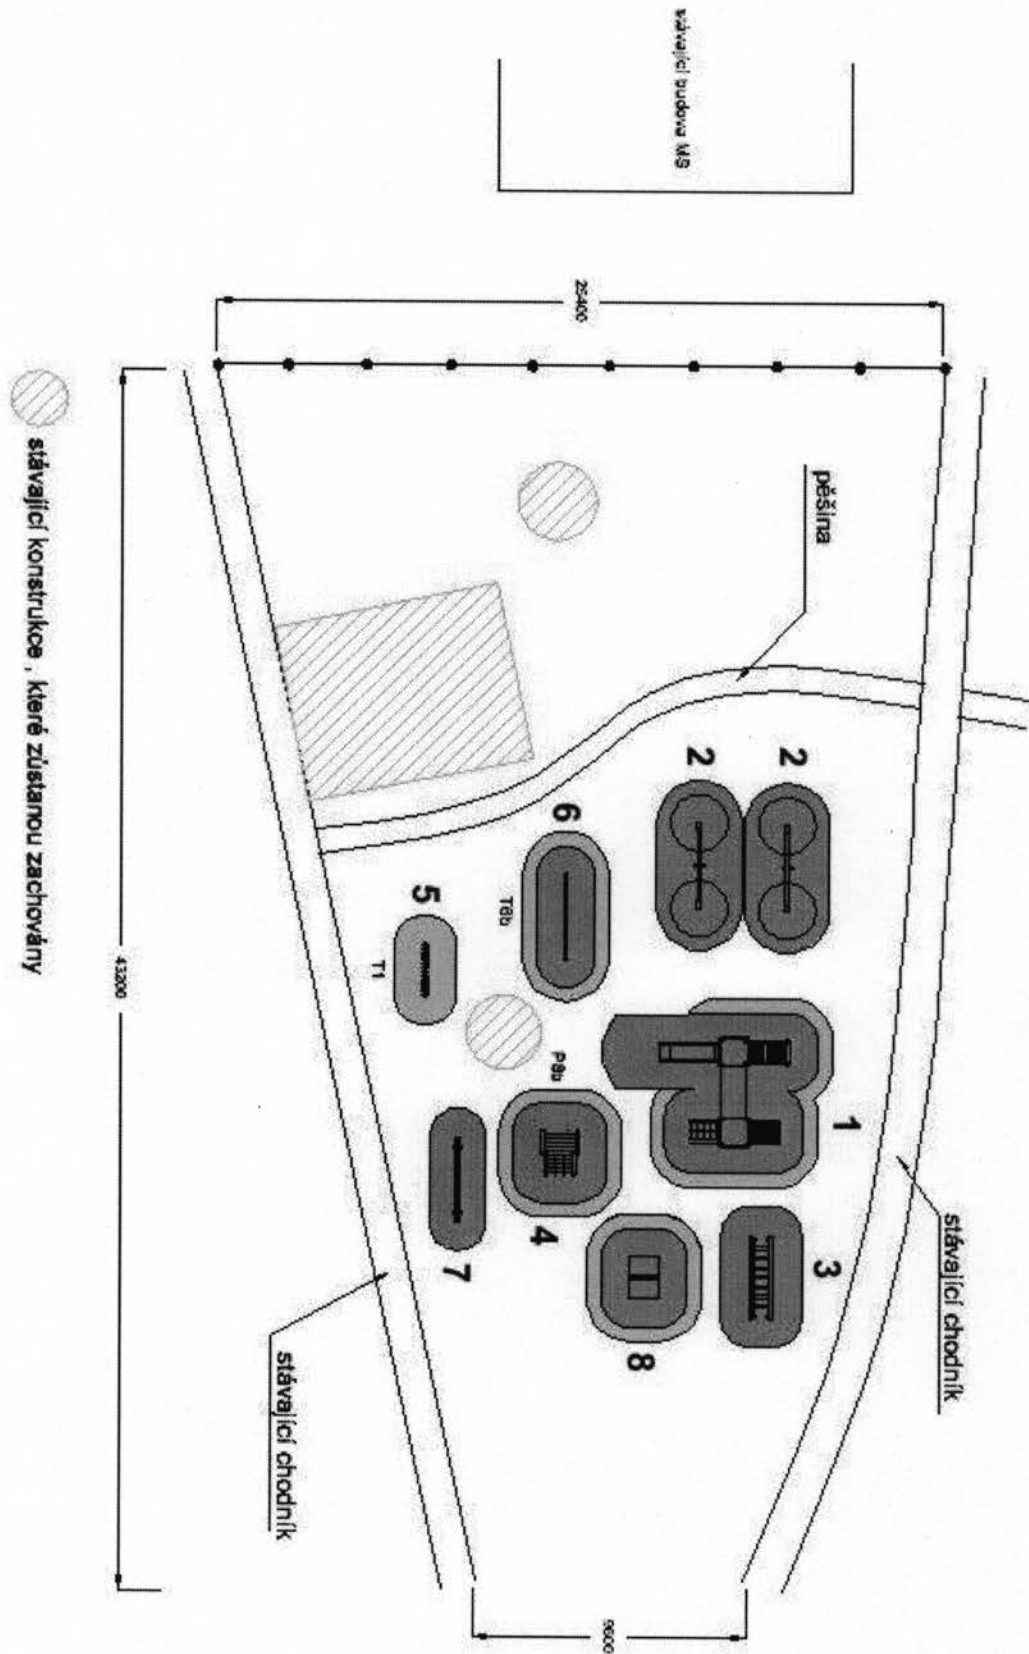 stávající budova MŠ
25400
pěšina
2
2
6
T8b
5
T1
P8b
1
4
7
3
8
stávající chodník
stávající chodník
43200
9600
stávající konstrukce , které zůstanou zachovány